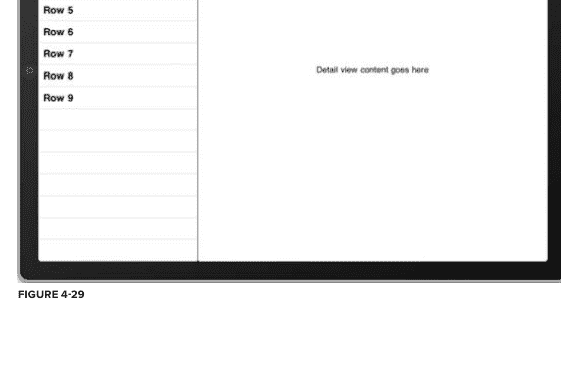 Row 5
Row 6
Row 7
Row 8
Row 9
Detail view content goes here
FIGURE 4-29